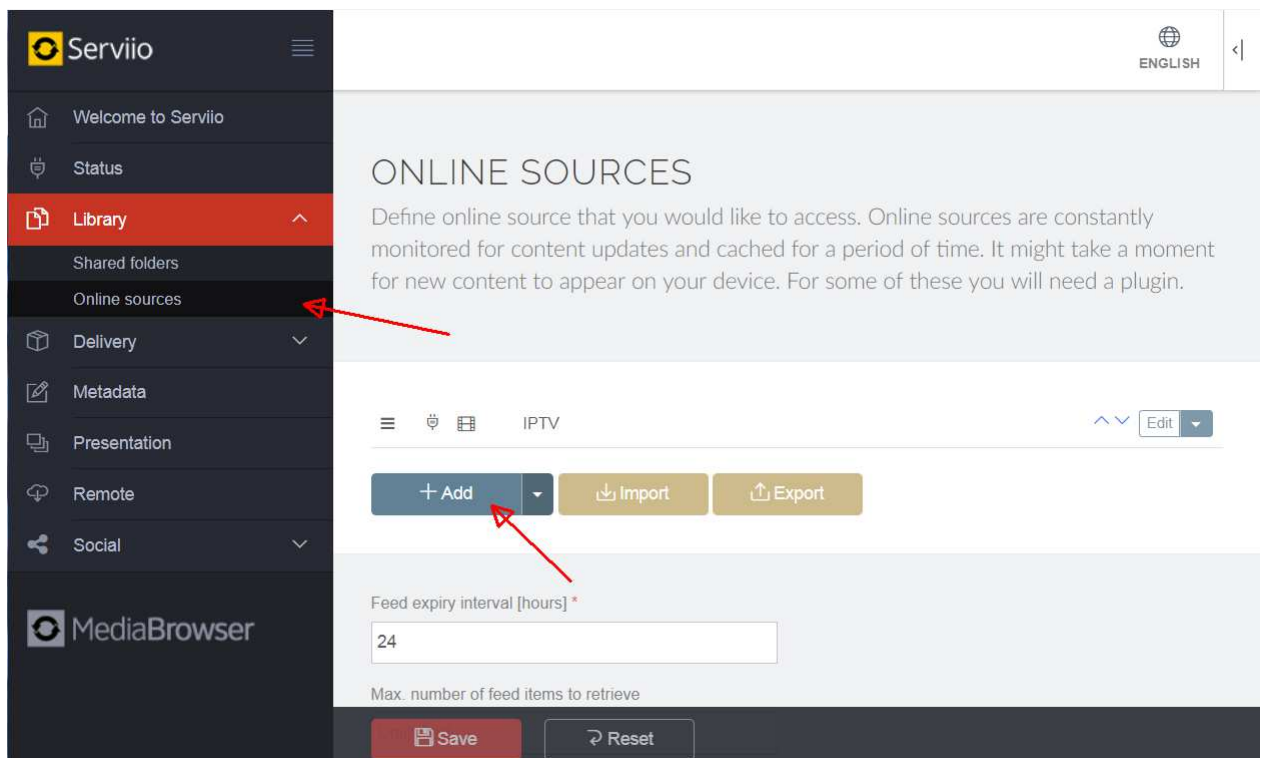 Serviio
ENGLISH
Welcome to Serviio
Status
Library
Shared folders
Online sources
Delivery
Metadata
Presentation
Remote
Social
MediaBrowser
ONLINE SOURCES
Define online source that you would like to access. Online sources are constantly
monitored for content updates and cached for a period of time. It might take a moment
for new content to appear on your device. For some of these you will need a plugin.
IPTV
Edit
+ Add
Import
Export
Feed expiry interval [hours] *
24
Max. number of feed items to retrieve
Save
Reset